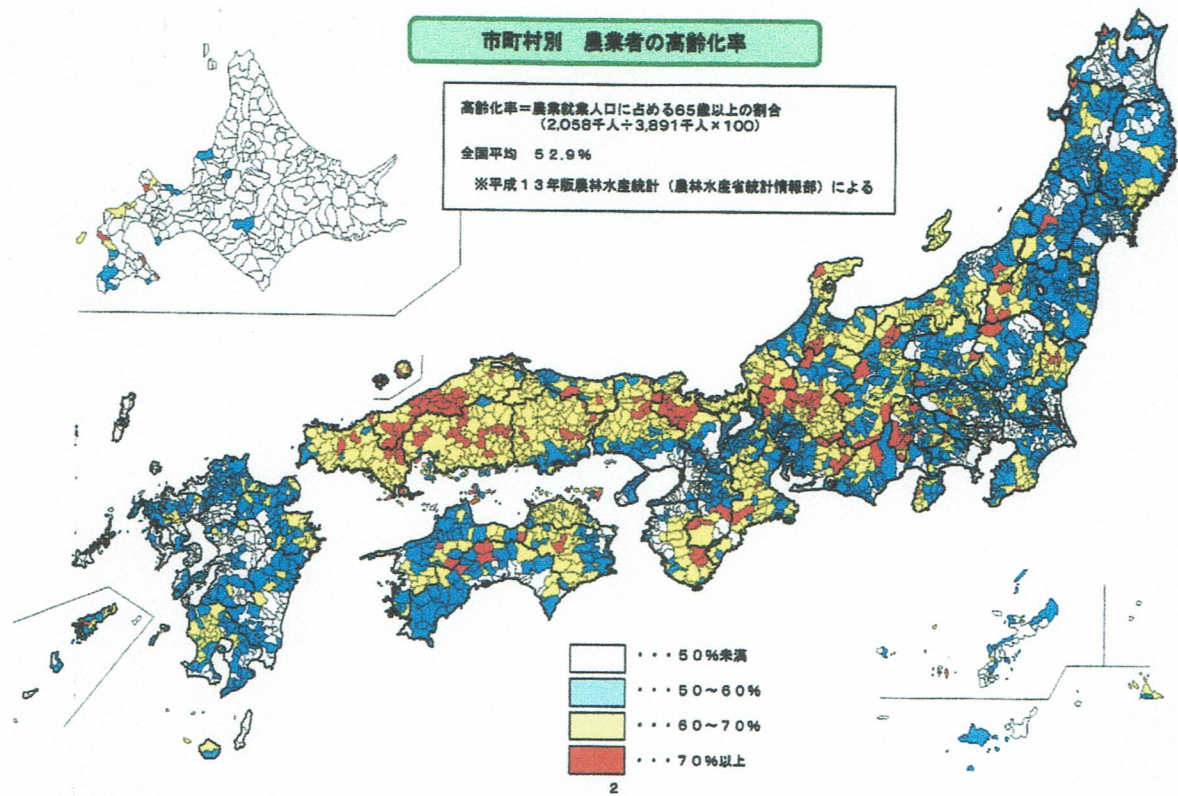 市町村別　農業者の高齢化率
高齢化率＝農業就業人口に占める65歳以上の割合
（2,058千人÷3,891千人×100）
全国平均　５２.９％
※平成１３年版農林水産統計（農林水産省統計情報部）による
・・・５０％未満
・・・５０～６０％
・・・６０～７０％
・・・７０％以上
2